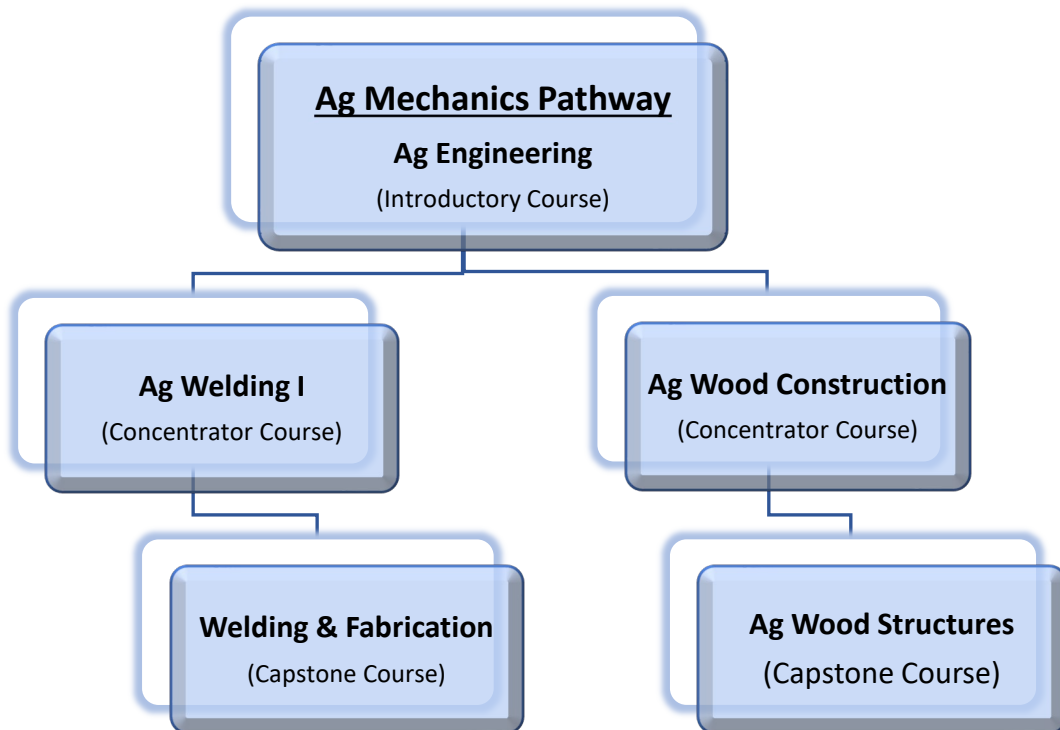 Ag Mechanics Pathway
Ag Engineering
(Introductory Course)
Ag Welding I
(Concentrator Course)
Ag Wood Construction
(Concentrator Course)
Welding & Fabrication
(Capstone Course)
Ag Wood Structures
(Capstone Course)